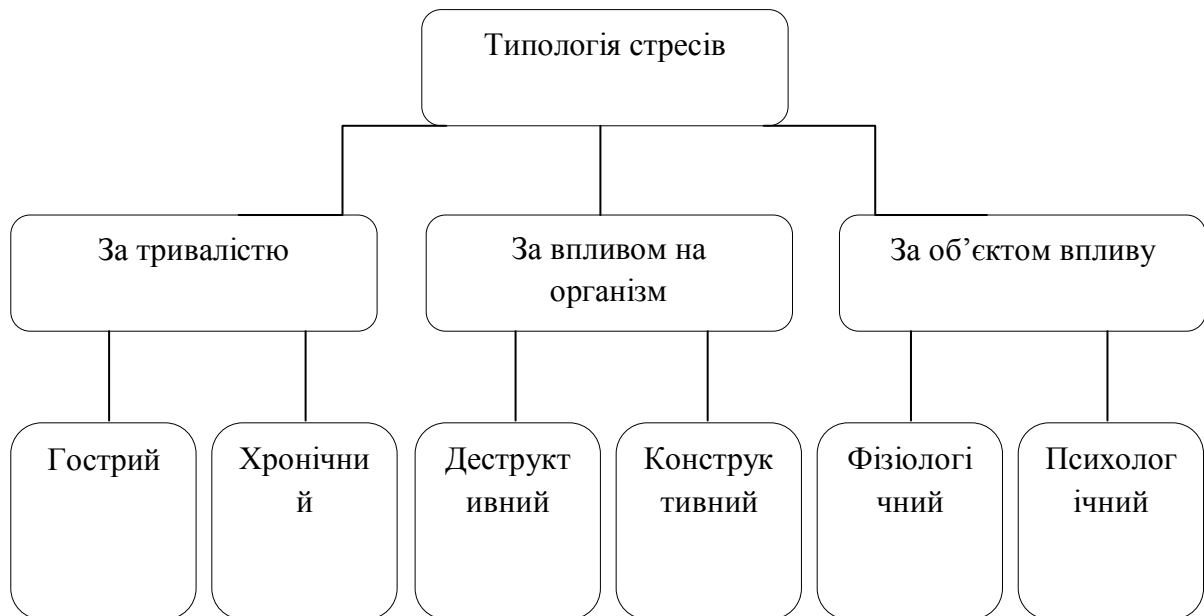 Типологія стресів
За тривалістю
За впливом на
організм
За об’єктом впливу
Гострий
Хронічни
й
Деструкт
ивний
Конструк
тивний
Фізіологі
чний
Психолог
ічний